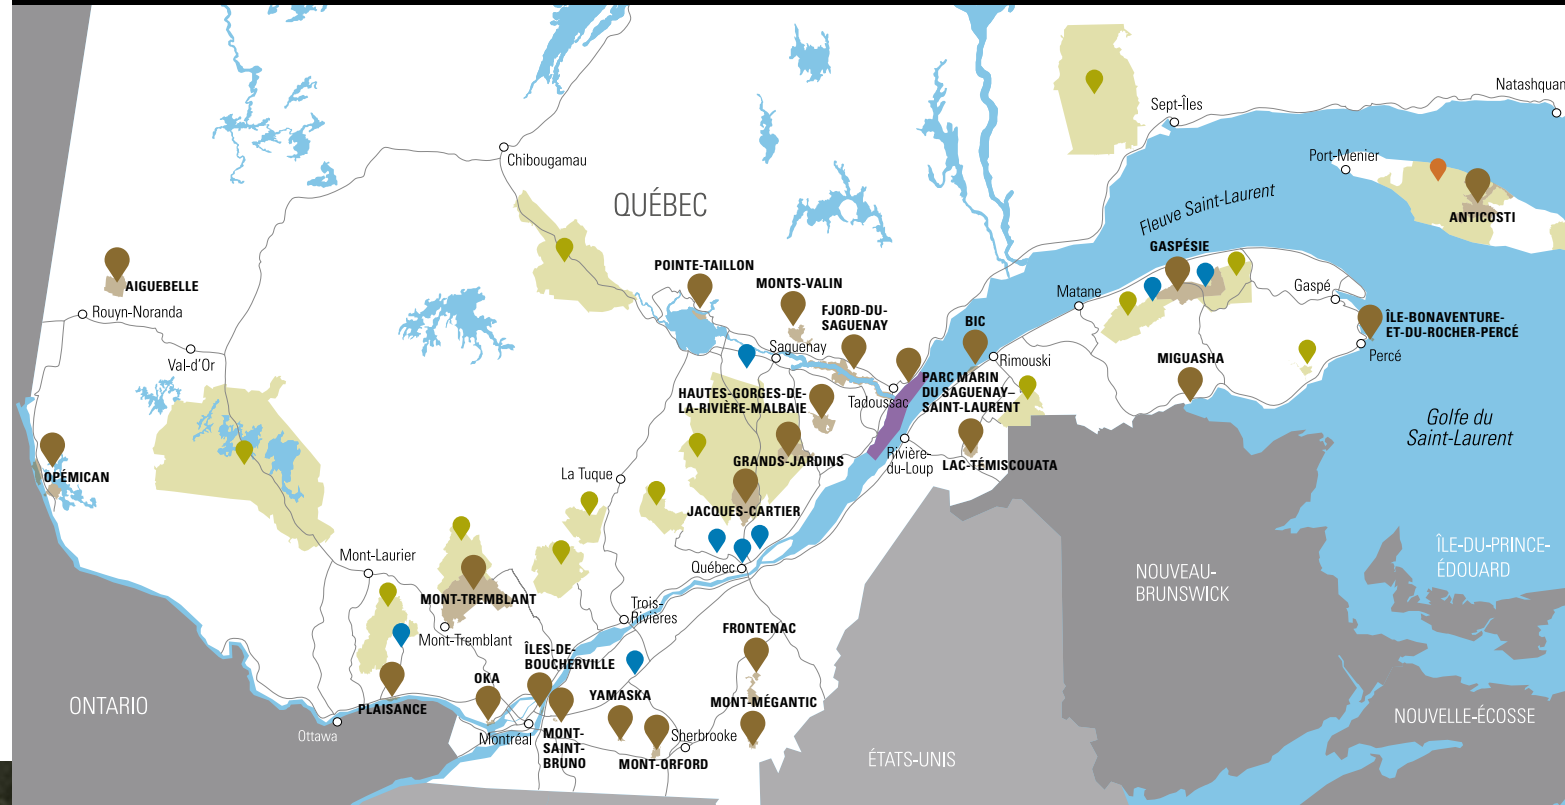 Natashquan
Sept-Îles
Chibougamau
Port-Menier
QUÉBEC
Fleuve Saint-Laurent
ANTICOSTI
GASPÉSIE
POINTE-TAILLON
MONTS-VALIN
AIGUEBELLE
Matane
Gaspé
Rouyn-Noranda
FJORD-DU-
SAGUENAY
BIC
ÎLE-BONAVENTURE-
ET-DU-ROCHER-PERCÉ
Saguenay
Rimouski
MIGUASHA
Percé
Val-d'Or
HAUTES-GORGES-DE-
LA-RIVIÈRE-MALBAIE
Tadoussac
PARC MARIN
DU SAGUENAY–
SAINT-LAURENT
Golfe du
Saint-Laurent
OPÉMICAN
La Tuque
GRANDS-JARDINS
Rivière-
du-Loup
LAC-TÉMISCOUATA
JACQUES-CARTIER
Mont-Laurier
Québec
NOUVEAU-
BRUNSWICK
ÎLE-DU-PRINCE-
ÉDOUARD
MONT-TREMBLANT
Trois-
Rivières
Mont-Tremblant
FRONTENAC
ÎLES-DE-
BOUCHERVILLE
OKA
YAMASKA
MONT-MÉGANTIC
ONTARIO
PLAISANCE
NOUVELLE-ÉCOSSE
Ottawa
Montréal
MONT-
SAINT-
BRUNO
Sherbrooke
MONT-ORFORD
ÉTATS-UNIS